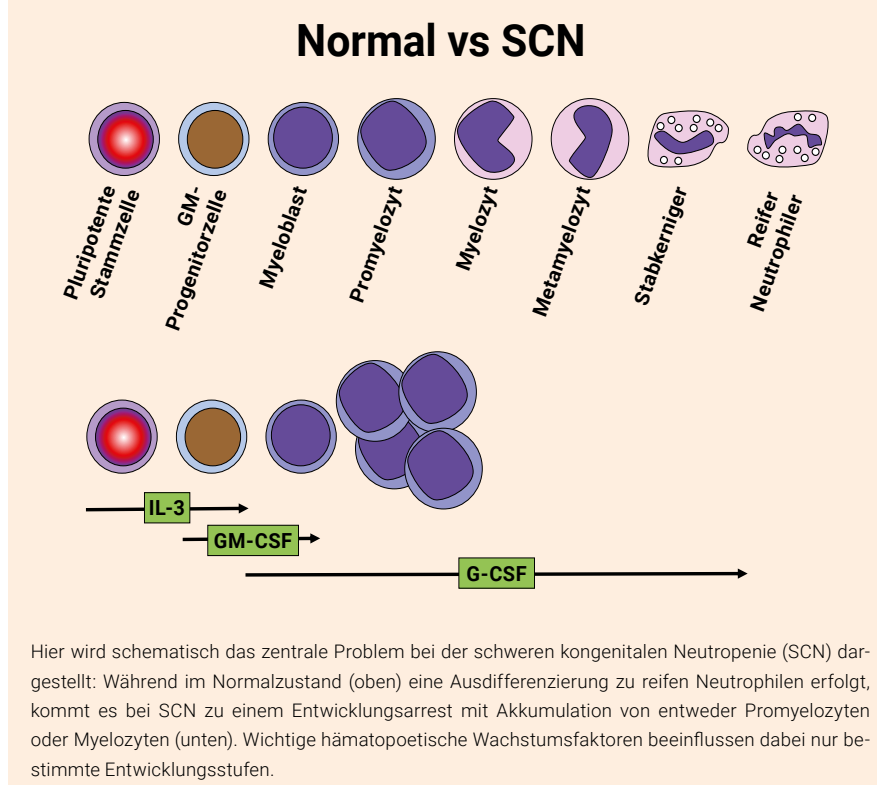 Normal vs SCN
Pluripotente
Stammzelle
GM-
Progenitorzelle
Myeloblast
Promyelozyt
Myelozyt
Metamyelozyt
Stabkerniger
Reifer
Neutrophiler
IL-3
GM-CSF
G-CSF
Hier wird schematisch das zentrale Problem bei der schweren kongenitalen Neutropenie (SCN) dar-
gestellt: Während im Normalzustand (oben) eine Ausdifferenzierung zu reifen Neutrophilen erfolgt,
kommt es bei SCN zu einem Entwicklungsarrest mit Akkumulation von entweder Promyelozyten
oder Myelozyten (unten). Wichtige hämatopoetische Wachstumsfaktoren beeinflussen dabei nur be-
stimmte Entwicklungsstufen.